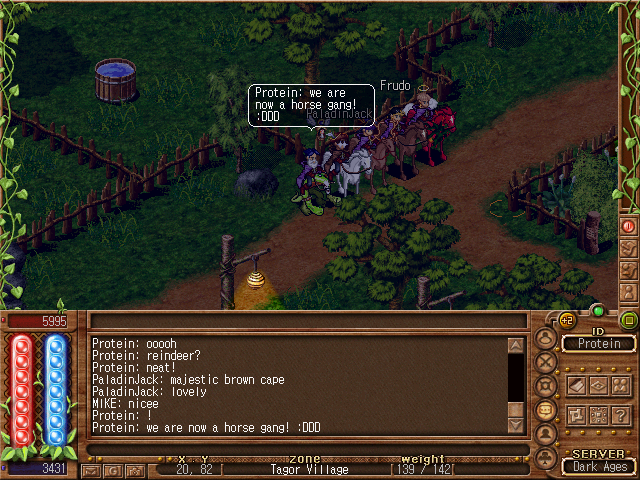 Frudo
Protein: we are
now a horse gang!
:DDD
PaladinJack
5995
Protein: ooooh
Protein: reindeer?
Protein: neat!
PaladinJack: majestic brown cape
PaladinJack: lovely
MIKE: nicee
Protein: !
Protein: we are now a horse gang! :DDD
+2
ID
Protein
SERVER
Dark Ages
3431
G
X Y ZONE weight
20, 82 Tagor Village 139 / 142
?